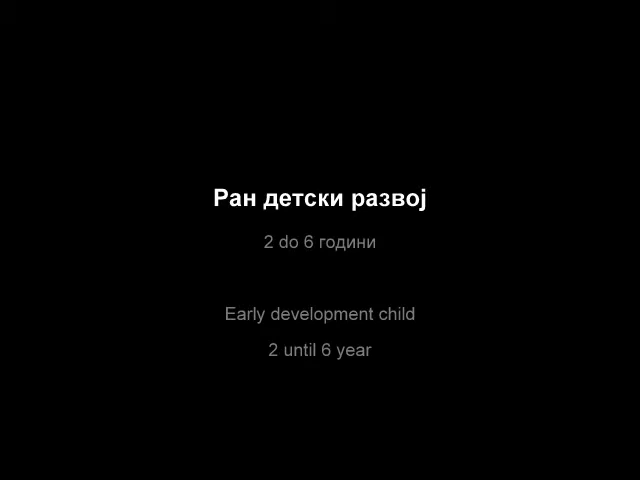 Ран детски развој
2 do 6 години
Early development child
2 until 6 year